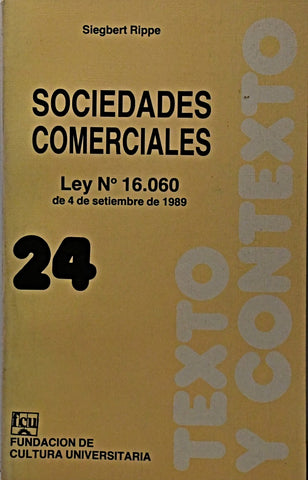 Siegbert Rippe
SOCIEDADES
COMERCIALES
Ley Nº 16.060
de 4 de setiembre de 1989
24
TEXTO
Y CONTEXTO
fcu
FUNDACION DE
CULTURA UNIVERSITARIA